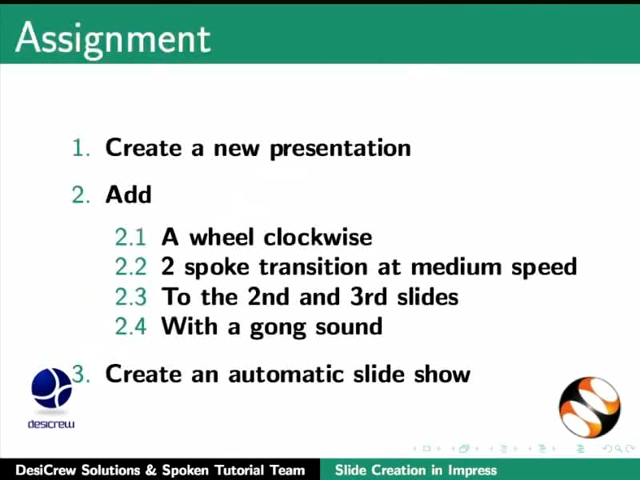 Assignment
1. Create a new presentation
2. Add
2.1 A wheel clockwise
2.2 2 spoke transition at medium speed
2.3 To the 2nd and 3rd slides
2.4 With a gong sound
3. Create an automatic slide show
desicrew
DesiCrew Solutions & Spoken Tutorial Team Slide Creation in Impress